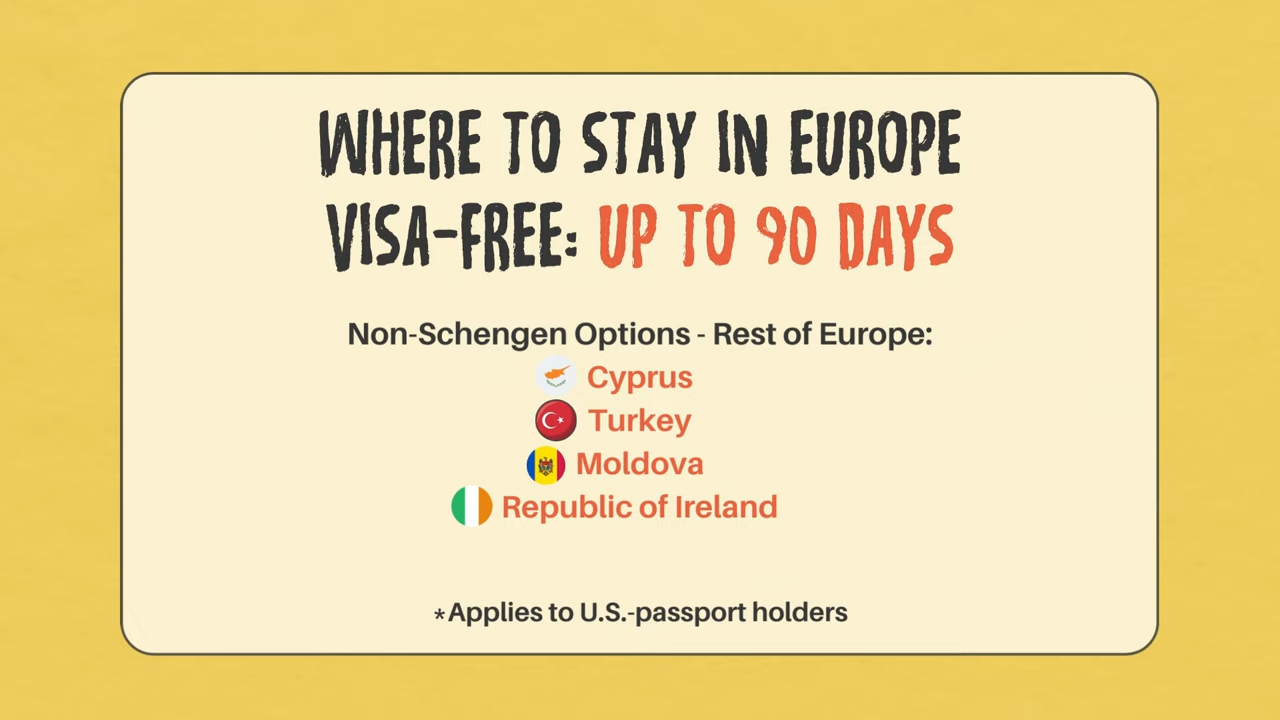 WHERE TO STAY IN EUROPE
VISA-FREE: UP TO 90 DAYS
Non-Schengen Options - Rest of Europe:
Cyprus
Turkey
Moldova
Republic of Ireland
*Applies to U.S.-passport holders